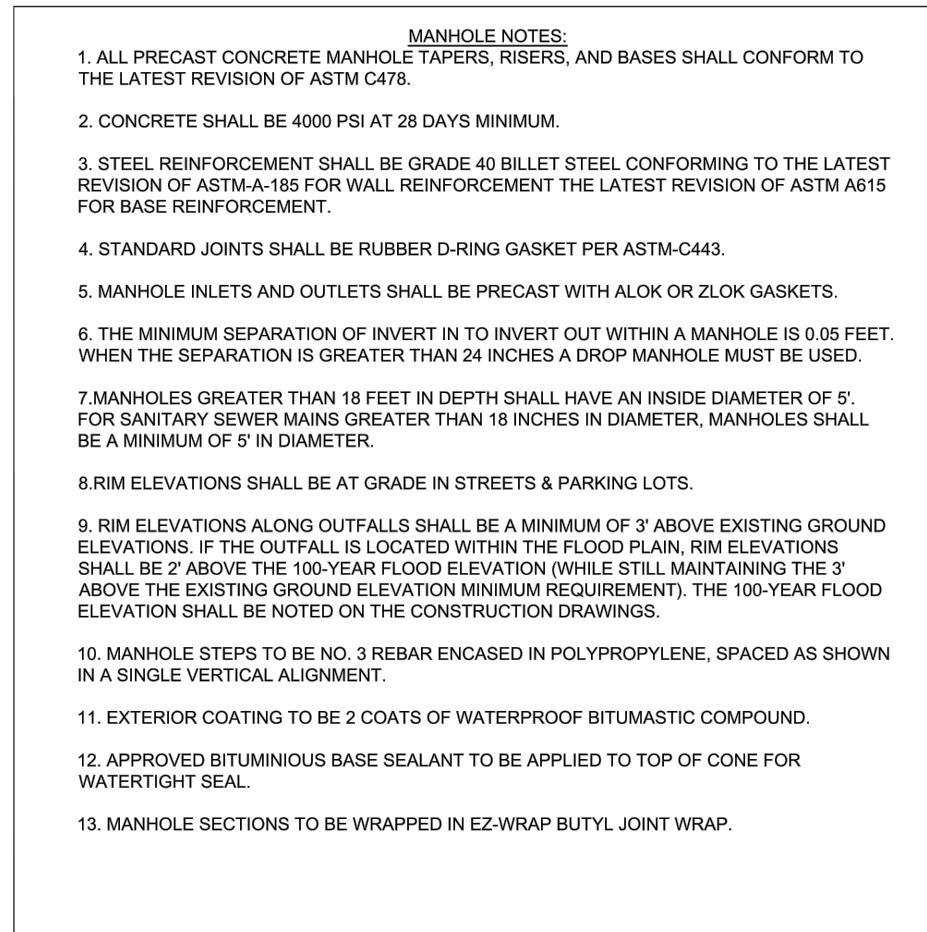 MANHOLE NOTES:
1. ALL PRECAST CONCRETE MANHOLE TAPERS, RISERS, AND BASES SHALL CONFORM TO
THE LATEST REVISION OF ASTM C478.
2. CONCRETE SHALL BE 4000 PSI AT 28 DAYS MINIMUM.
3. STEEL REINFORCEMENT SHALL BE GRADE 40 BILLET STEEL CONFORMING TO THE LATEST
REVISION OF ASTM-A-185 FOR WALL REINFORCEMENT THE LATEST REVISION OF ASTM A615
FOR BASE REINFORCEMENT.
4. STANDARD JOINTS SHALL BE RUBBER D-RING GASKET PER ASTM-C443.
5. MANHOLE INLETS AND OUTLETS SHALL BE PRECAST WITH ALOK OR ZLOK GASKETS.
6. THE MINIMUM SEPARATION OF INVERT IN TO INVERT OUT WITHIN A MANHOLE IS 0.05 FEET.
WHEN THE SEPARATION IS GREATER THAN 24 INCHES A DROP MANHOLE MUST BE USED.
7.MANHOLES GREATER THAN 18 FEET IN DEPTH SHALL HAVE AN INSIDE DIAMETER OF 5'.
FOR SANITARY SEWER MAINS GREATER THAN 18 INCHES IN DIAMETER, MANHOLES SHALL
BE A MINIMUM OF 5' IN DIAMETER.
8.RIM ELEVATIONS SHALL BE AT GRADE IN STREETS & PARKING LOTS.
9. RIM ELEVATIONS ALONG OUTFALLS SHALL BE A MINIMUM OF 3' ABOVE EXISTING GROUND
ELEVATIONS. IF THE OUTFALL IS LOCATED WITHIN THE FLOOD PLAIN, RIM ELEVATIONS
SHALL BE 2' ABOVE THE 100-YEAR FLOOD ELEVATION (WHILE STILL MAINTAINING THE 3'
ABOVE THE EXISTING GROUND ELEVATION MINIMUM REQUIREMENT). THE 100-YEAR FLOOD
ELEVATION SHALL BE NOTED ON THE CONSTRUCTION DRAWINGS.
10. MANHOLE STEPS TO BE NO. 3 REBAR ENCASED IN POLYPROPYLENE, SPACED AS SHOWN
IN A SINGLE VERTICAL ALIGNMENT.
11. EXTERIOR COATING TO BE 2 COATS OF WATERPROOF BITUMASTIC COMPOUND.
12. APPROVED BITUMINIOUS BASE SEALANT TO BE APPLIED TO TOP OF CONE FOR
WATERTIGHT SEAL.
13. MANHOLE SECTIONS TO BE WRAPPED IN EZ-WRAP BUTYL JOINT WRAP.